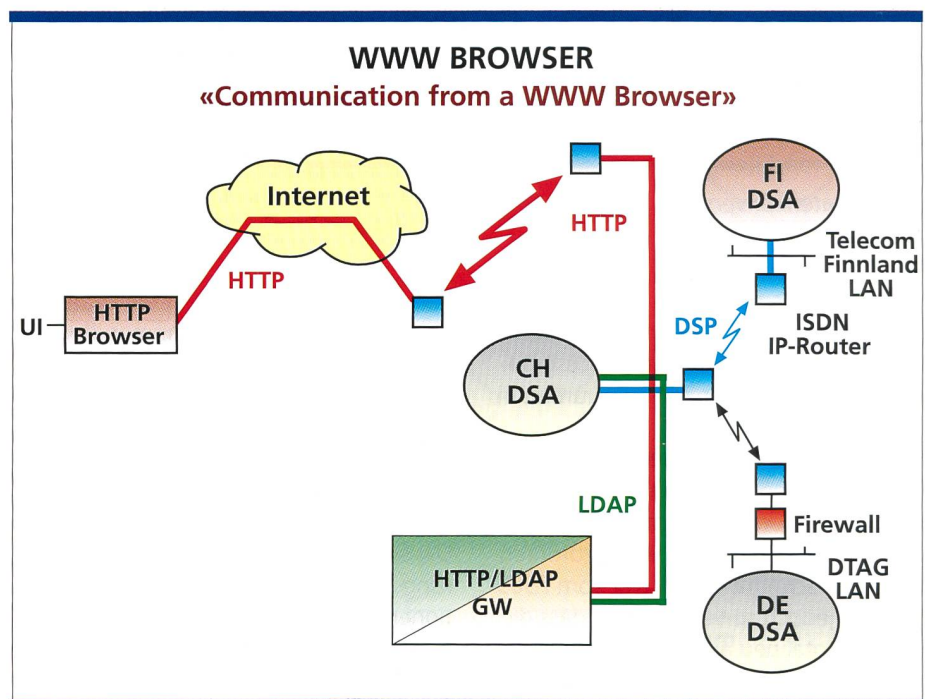 WWW BROWSER
«Communication from a WWW Browser»
Internet
HTTP
UI
HTTP
Browser
HTTP
FI
DSA
Telecom
Finnland
LAN
ISDN
IP-Router
DSP
CH
DSA
LDAP
HTTP/LDAP
GW
Firewall
DTAG
LAN
DE
DSA